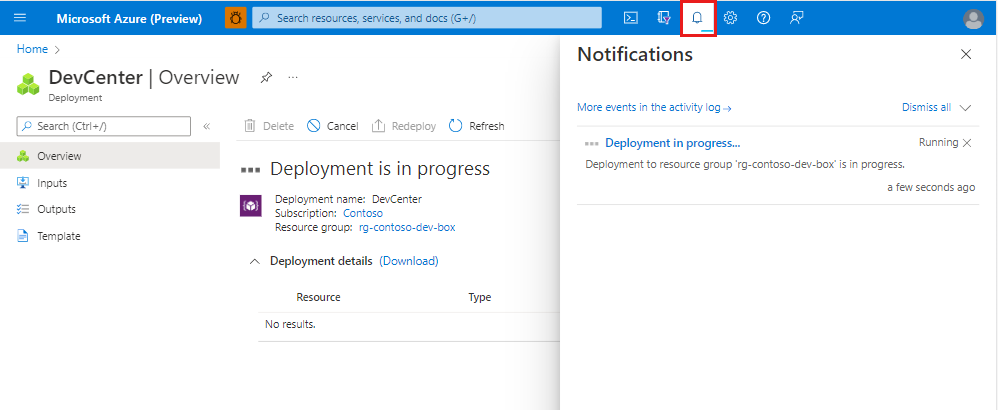 Microsoft Azure (Preview)
Search resources, services, and docs (G+/)
Home
DevCenter | Overview
Deployment
Search (Ctrl+/)
Overview
Inputs
Outputs
Template
Delete
Cancel
Redeploy
Refresh
Deployment is in progress
Deployment name: DevCenter
Subscription: Contoso
Resource group: rg-contoso-dev-box
Deployment details (Download)
Resource Type
No results.
Notifications
More events in the activity log
Dismiss all
Deployment in progress... Running
Deployment to resource group 'rg-contoso-dev-box' is in progress.
a few seconds ago